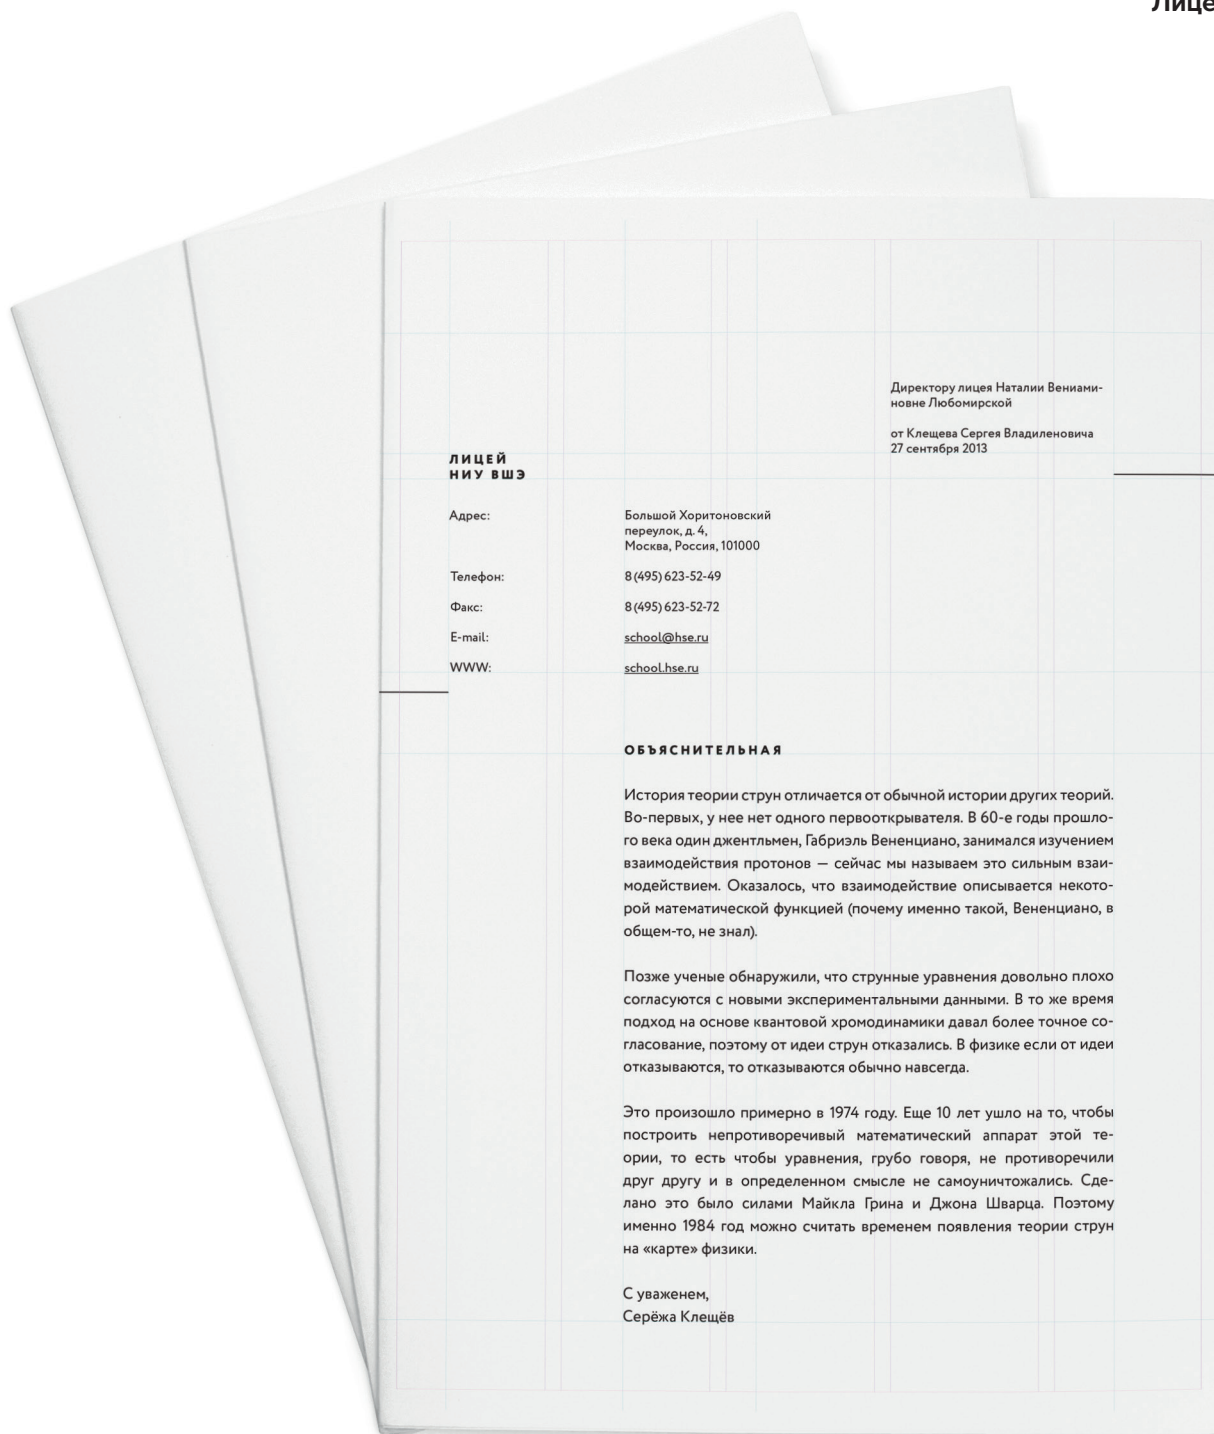 Лице
Директору лицея Наталии Вениами-
новне Любомирской
от Клещева Сергея Владиленовича
27 сентября 2013
ЛИЦЕЙ
НИУ ВШЭ
Адрес: Большой Хоритоновский
переулок, д. 4,
Москва, Россия, 101000
Телефон: 8 (495) 623-52-49
Факс: 8 (495) 623-52-72
E-mail: school@hse.ru
WWW: school.hse.ru
ОБЪЯСНИТЕЛЬНАЯ
История теории струн отличается от обычной истории других теорий.
Во-первых, у нее нет одного первооткрывателя. В 60-е годы прошло-
го века один джентльмен, Габриэль Вененциано, занимался изучением
взаимодействия протонов — сейчас мы называем это сильным взаи-
модействием. Оказалось, что взаимодействие описывается некото-
рой математической функцией (почему именно такой, Вененциано, в
общем-то, не знал).
Позже ученые обнаружили, что струнные уравнения довольно плохо
согласуются с новыми экспериментальными данными. В то же время
подход на основе квантовой хромодинамики давал более точное со-
гласование, поэтому от идеи струн отказались. В физике если от идеи
отказываются, то отказываются обычно навсегда.
Это произошло примерно в 1974 году. Еще 10 лет ушло на то, чтобы
построить непротиворечивый математический аппарат этой те-
ории, то есть чтобы уравнения, грубо говоря, не противоречили
друг другу и в определенном смысле не самоуничтожались. Сде-
лано это было силами Майкла Грина и Джона Шварца. Поэтому
именно 1984 год можно считать временем появления теории струн
на «карте» физики.
С уваженем,
Серёжа Клещёв